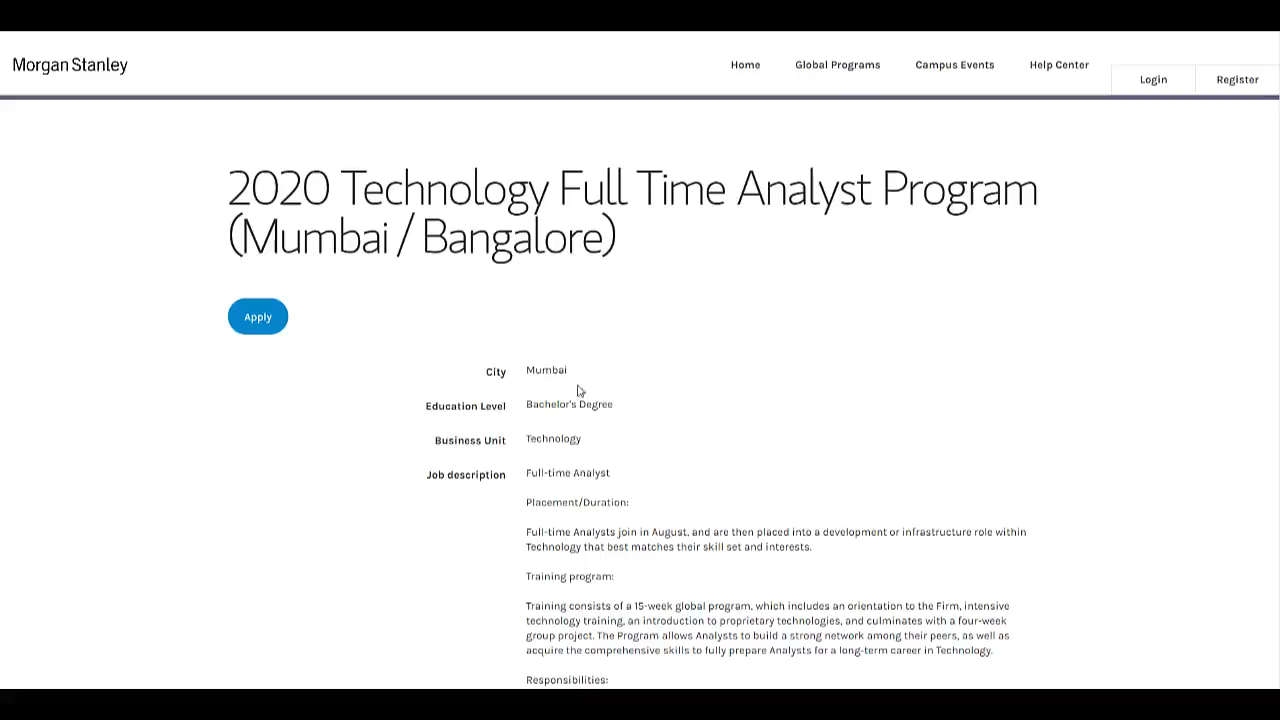 Morgan Stanley
Home
Global Programs
Campus Events
Help Center
Login
Register
2020 Technology Full Time Analyst Program
(Mumbai / Bangalore)
Apply
City Mumbai
Education Level Bachelor's Degree
Business Unit Technology
Job description Full-time Analyst
Placement/Duration:
Full-time Analysts join in August, and are then placed into a development or infrastructure role within
Technology that best matches their skill set and interests.
Training program:
Training consists of a 15-week global program, which includes an orientation to the Firm, intensive
technology training, an introduction to proprietary technologies, and culminates with a four-week
group project. The Program allows Analysts to build a strong network among their peers, as well as
acquire the comprehensive skills to fully prepare Analysts for a long-term career in Technology.
Responsibilities: